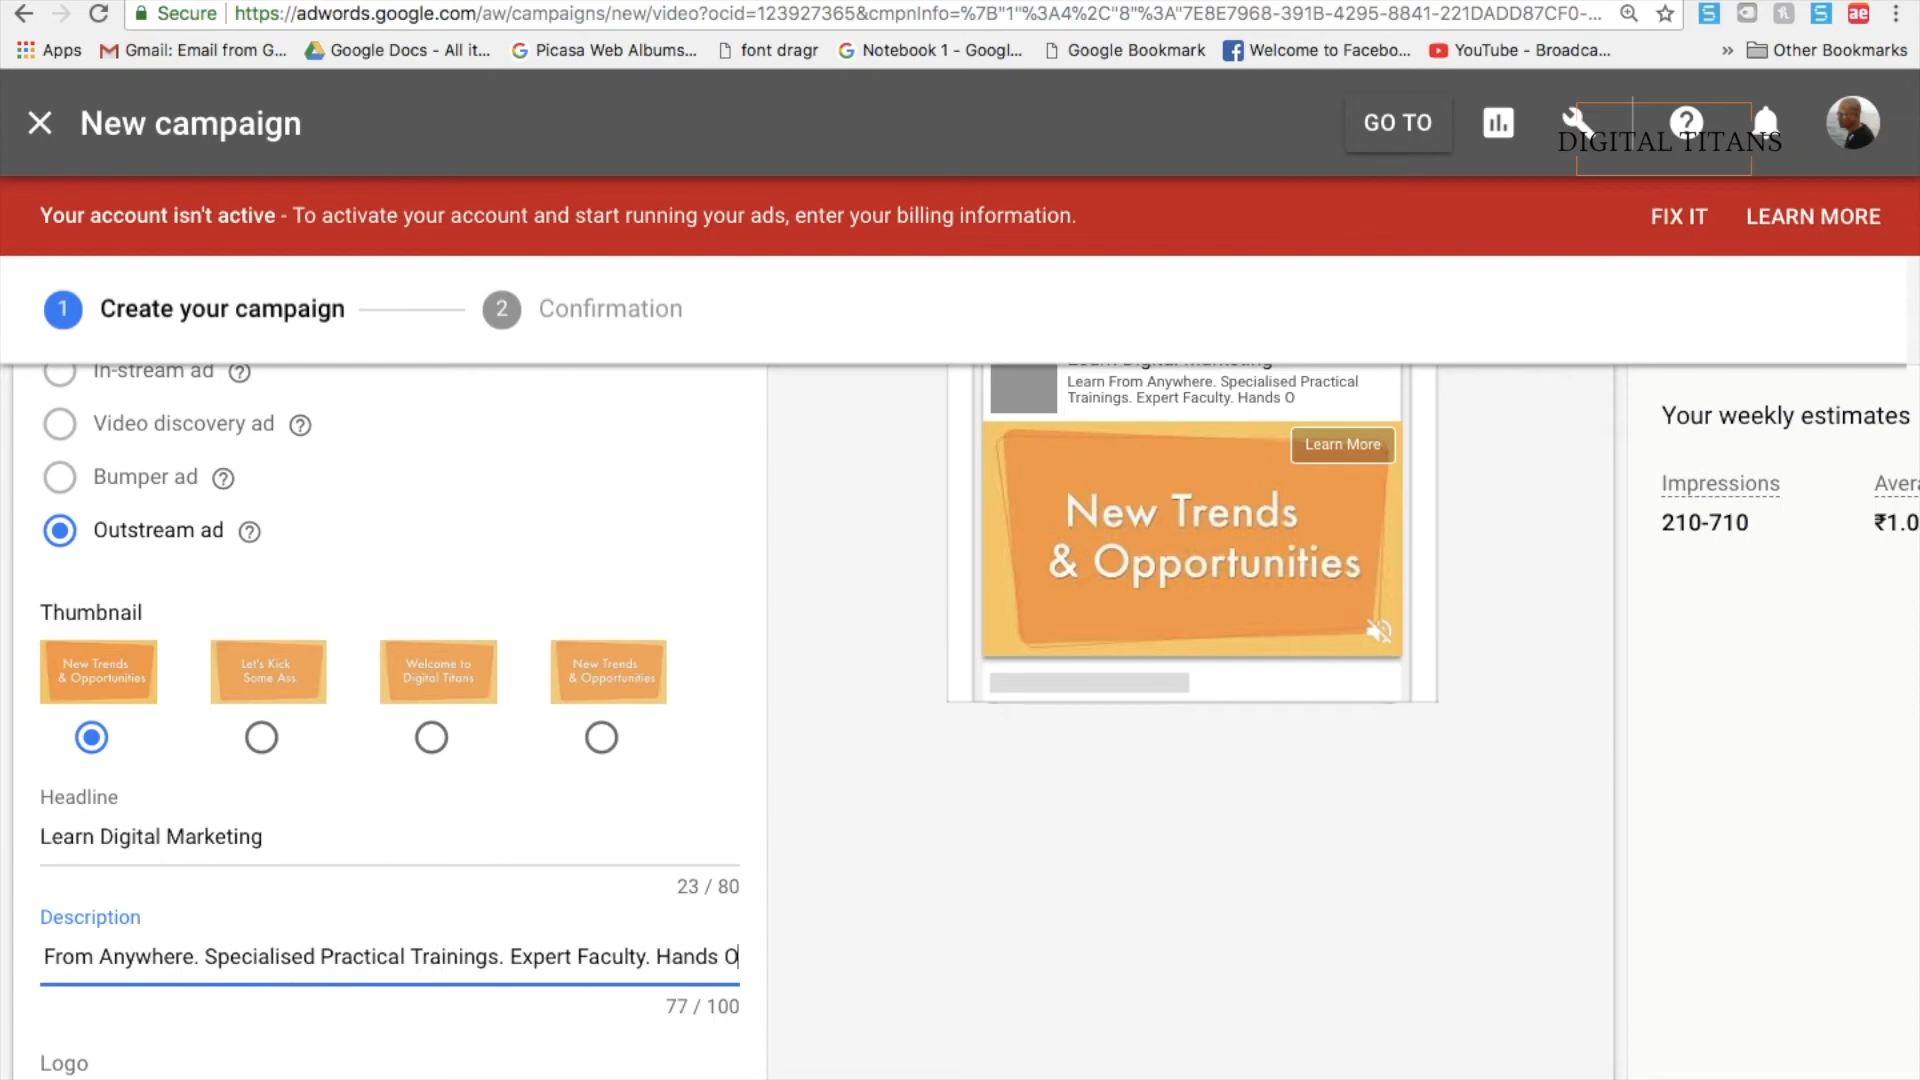 Secure https://adwords.google.com/aw/campaigns/new/video?ocid=123927365&cmpnInfo=%7B"1"%3A4%2C"8"%3A"7E8E7968-391B-4295-8841-221DADD87CF0-...
Apps Gmail: Email from G... Google Docs - All it... Picasa Web Albums... font dragr Notebook 1 - Googl... Google Bookmark Welcome to Facebo... YouTube - Broadca... » Other Bookmarks
New campaign GO TO
DIGITAL TITANS
Your account isn't active - To activate your account and start running your ads, enter your billing information. FIX IT LEARN MORE
1 Create your campaign 2 Confirmation
In-stream ad
Video discovery ad
Bumper ad
Outstream ad
Thumbnail
New Trends & Opportunities
Let's Kick Some Ass
Welcome to Digital Titans
New Trends & Opportunities
Headline
Learn Digital Marketing
23 / 80
Description
From Anywhere. Specialised Practical Trainings. Expert Faculty. Hands O
77 / 100
Logo
Learn Digital Marketing
Learn From Anywhere. Specialised Practical
Trainings. Expert Faculty. Hands O
Learn More
New Trends
& Opportunities
Your weekly estimates
Impressions Avera
210-710 ₹1.0